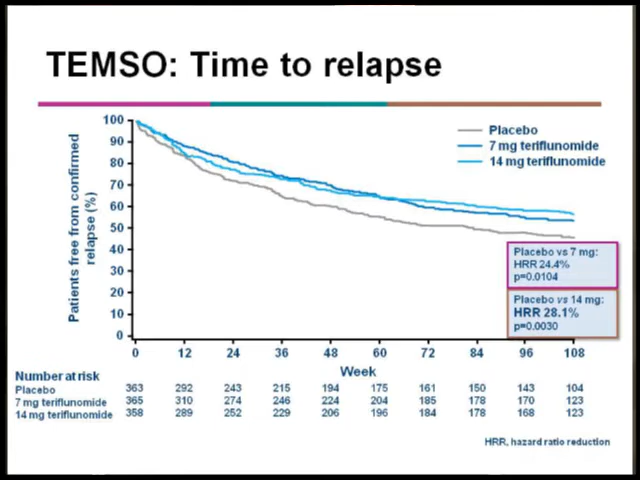 TEMSO: Time to relapse
Placebo
7 mg teriflunomide
14 mg teriflunomide
Patients free from confirmed
relapse (%)
100
90
80
70
60
50
40
30
20
10
0
Placebo vs 7 mg:
HRR 24.4%
p=0.0104
Placebo vs 14 mg:
HRR 28.1%
p=0.0030
0 12 24 36 48 60 72 84 96 108
Week
Number at risk
Placebo 363 292 243 215 194 175 161 150 143 104
7 mg teriflunomide 365 310 274 246 224 204 185 178 170 123
14 mg teriflunomide 358 289 252 229 206 196 184 178 168 123
HRR, hazard ratio reduction